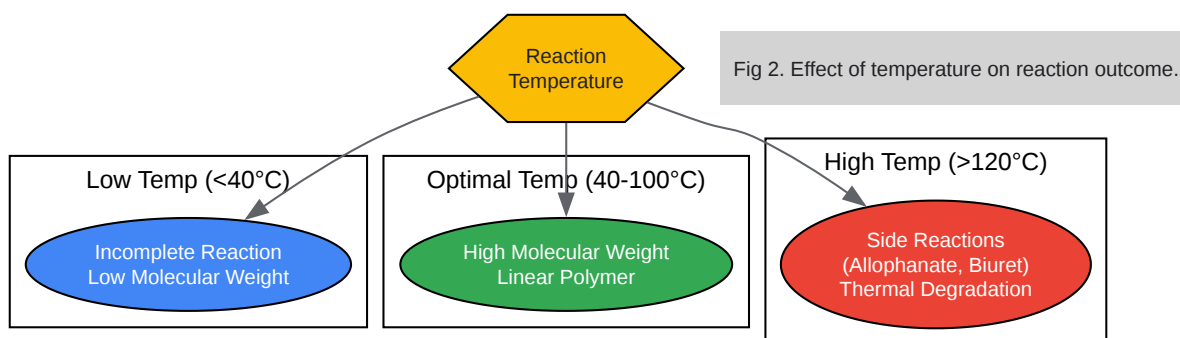 Reaction
Temperature
Fig 2. Effect of temperature on reaction outcome.
Low Temp (<40°C)
Incomplete Reaction
Low Molecular Weight
Optimal Temp (40-100°C)
High Molecular Weight
Linear Polymer
High Temp (>120°C)
Side Reactions
(Allophanate, Biuret)
Thermal Degradation